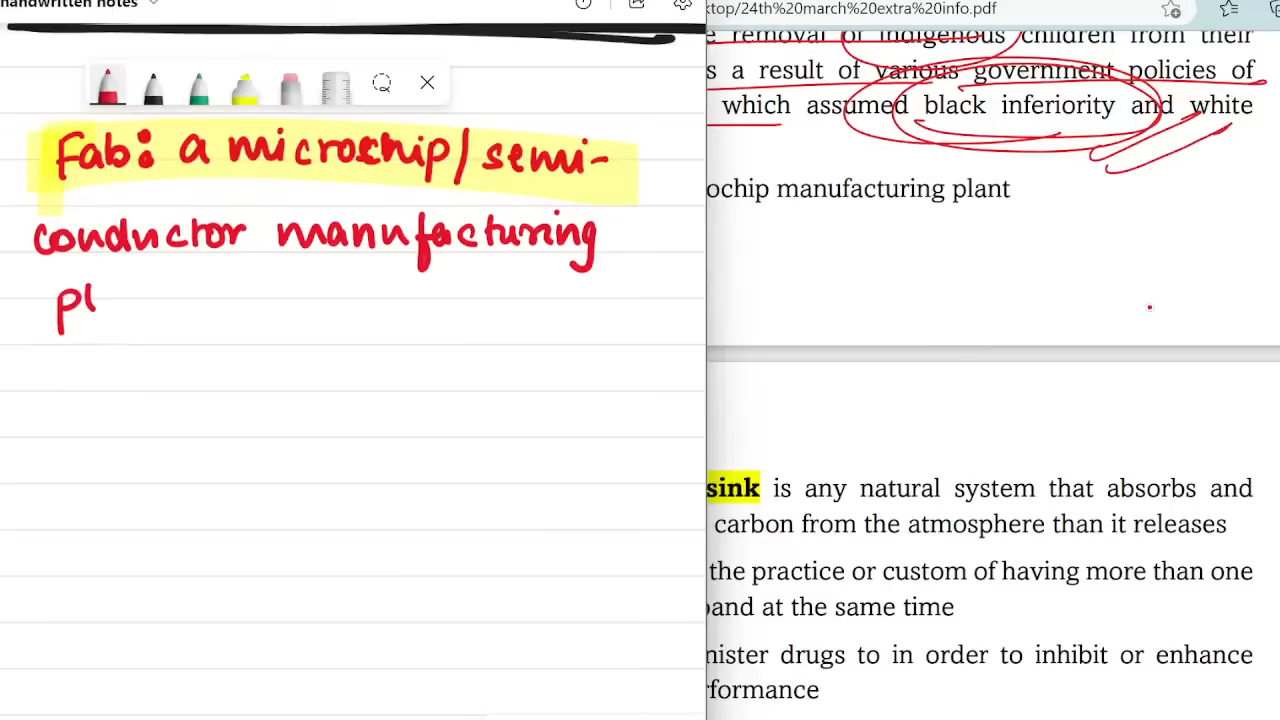 handwritten notes
Fab: a microchip/semi-
conductor manufacturing
pl
ktop/24th%20march%20extra%20info.pdf
e removal of indigenous children from their
s a result of various government policies of
which assumed black inferiority and white
ochip manufacturing plant
sink is any natural system that absorbs and
carbon from the atmosphere than it releases
the practice or custom of having more than one
band at the same time
nister drugs to in order to inhibit or enhance
rformance